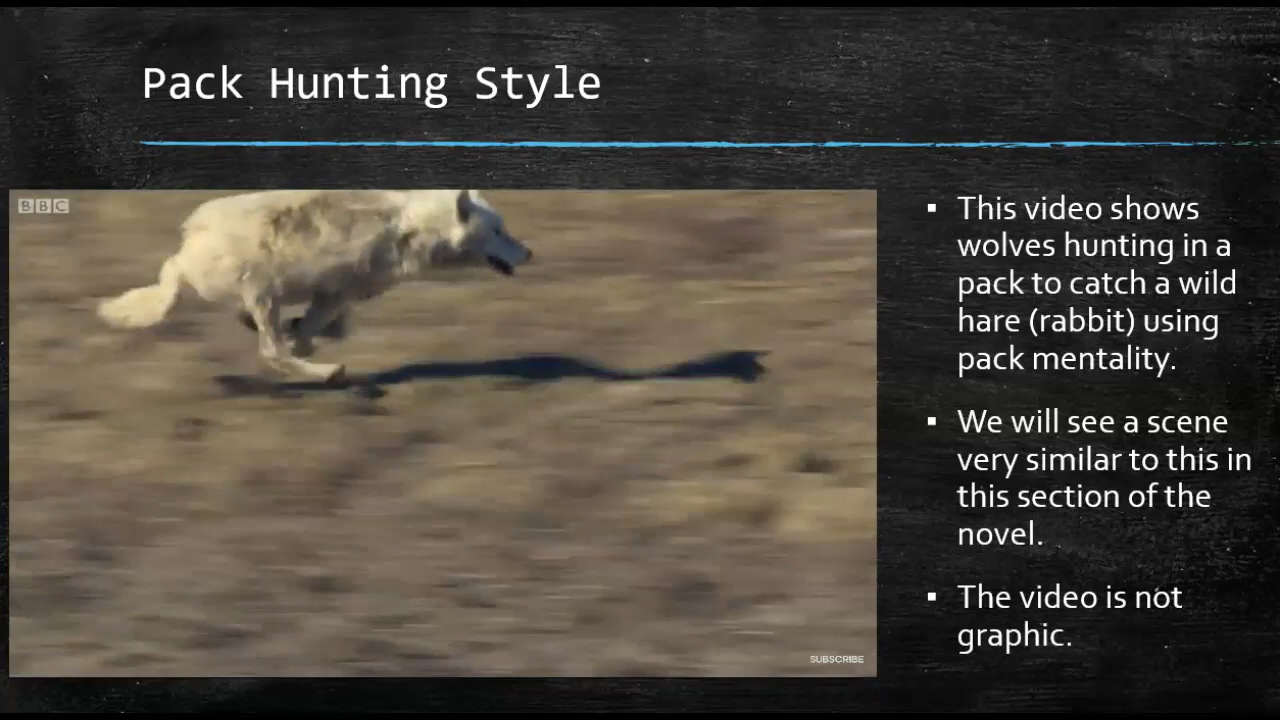 Pack Hunting Style
BBC
▪ This video shows
wolves hunting in a
pack to catch a wild
hare (rabbit) using
pack mentality.
▪ We will see a scene
very similar to this in
this section of the
novel.
▪ The video is not
graphic.
SUBSCRIBE